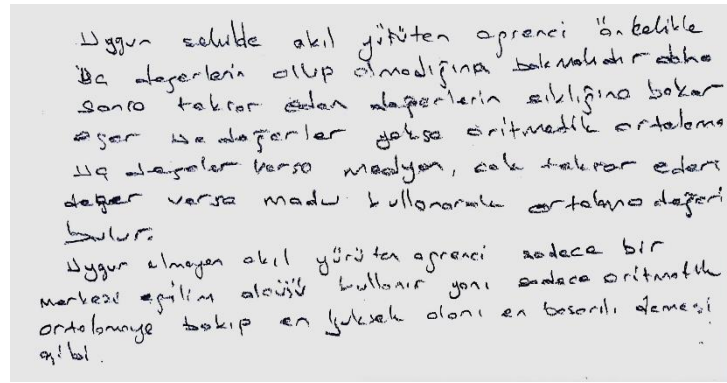 Uygun şekilde akıl yürüten öğrenci öncelikle
Uç değerlerin olup olmadığına bakmalıdır daha
sonra tekrar eden değerlerin sıklığına bakar
eğer Uç değerler yoksa aritmetik ortalama
Uç değeler varsa medyan, çok tekrar eden
değer varsa modu kullanarak ortalama değeri
bulur.
Uygun olmayan akıl yürüten öğrenci sadece bir
merkezi eğilim ölçüsü kullanır yani sadece aritmetik
ortalamaya bakıp en yüksek olanı en başarılı demesi
gibi.